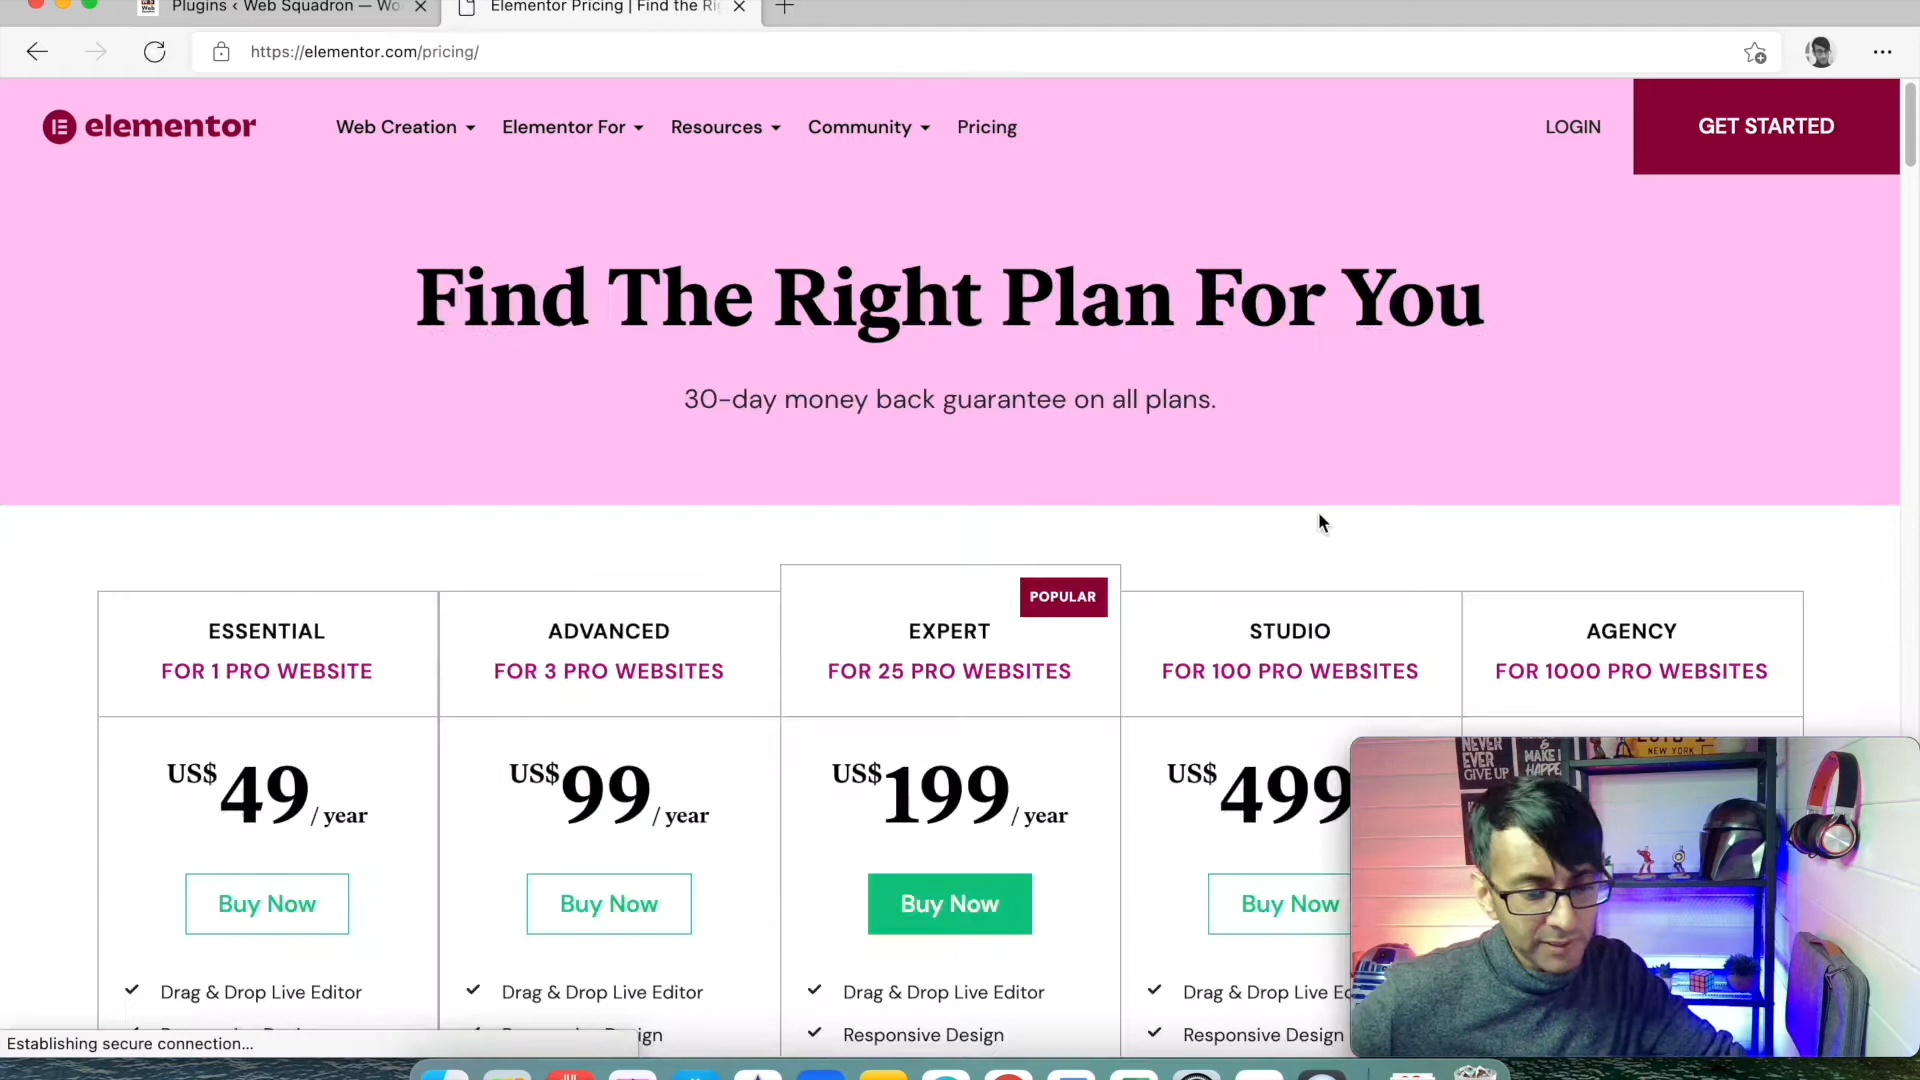 Plugins ‹ Web Squadron — Wo
Elementor Pricing | Find the Ri
https://elementor.com/pricing/
elementor
Web Creation
Elementor For
Resources
Community
Pricing
LOGIN
GET STARTED
Find The Right Plan For You
30-day money back guarantee on all plans.
POPULAR
ESSENTIAL
FOR 1 PRO WEBSITE
US$49/ year
Buy Now
Drag & Drop Live Editor
ADVANCED
FOR 3 PRO WEBSITES
US$99/ year
Buy Now
Drag & Drop Live Editor
ign
EXPERT
FOR 25 PRO WEBSITES
US$199/ year
Buy Now
Drag & Drop Live Editor
Responsive Design
STUDIO
FOR 100 PRO WEBSITES
US$499
Buy Now
Drag & Drop Live Ed
Responsive Design
AGENCY
FOR 1000 PRO WEBSITES
NEVER
EVER
GIVE UP
MAKE I
HAPPE
NEW YORK
Establishing secure connection...